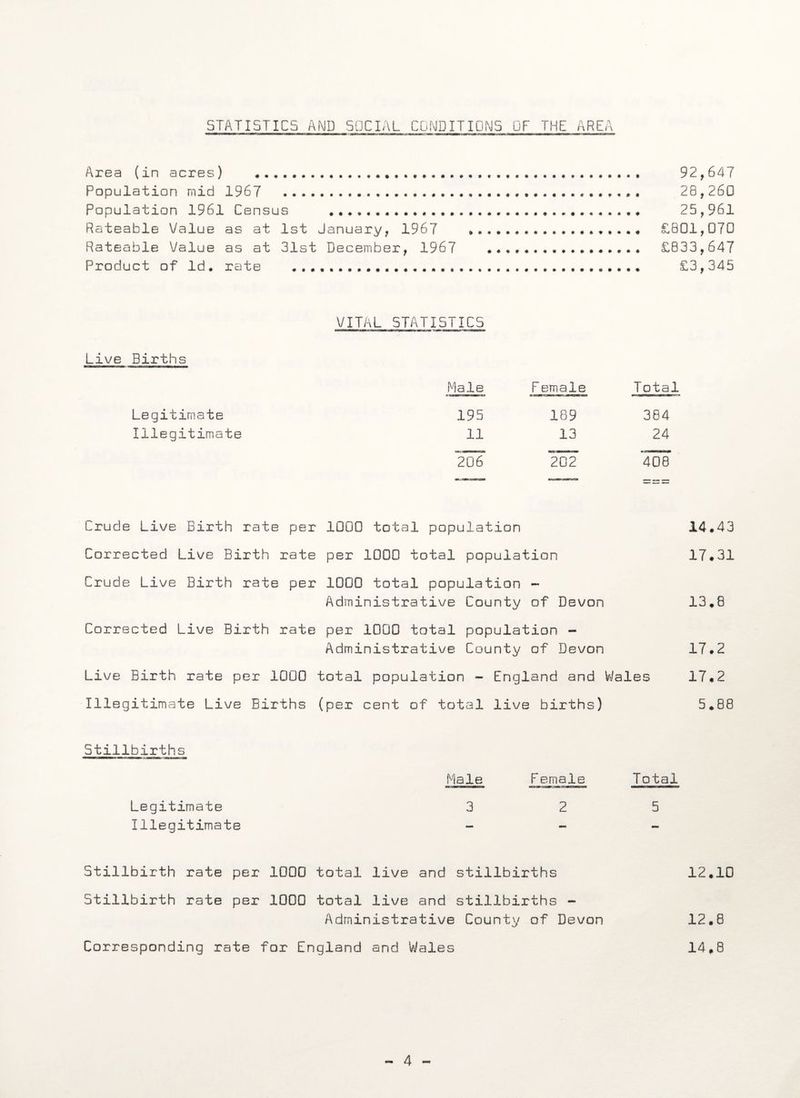 STATISTICS AND SOCIAL CONDITIONS OF THE AREA
Area (in acres) .......................................... 92,647
Population mid 1967 ....................................... 28,260
Population 1961 Census .................................. 25,961
Rateable Value as at 1st January, 1967 ................... £801,070
Rateable Value as at 31st December, 1967 ................. £833,647
Product of 1d. rate ...................................... £3,345
VITAL STATISTICS
Live Births
Male Female Total
Legitimate 195 189 384
Illegitimate 11 13 24
206 202 408
Crude Live Birth rate per 1000 total population 14.43
Corrected Live Birth rate per 1000 total population 17.31
Crude Live Birth rate per 1000 total population -
Administrative County of Devon 13.8
Corrected Live Birth rate per 1000 total population -
Administrative County of Devon 17.2
Live Birth rate per 1000 total population - England and Wales 17.2
Illegitimate Live Births (per cent of total live births) 5.88
Stillbirths
Male Female Total
Legitimate 3 2 5
Illegitimate - - -
Stillbirth rate per 1000 total live and stillbirths 12.10
Stillbirth rate per 1000 total live and stillbirths -
Administrative County of Devon 12.8
Corresponding rate for England and Wales 14.8
- 4 -